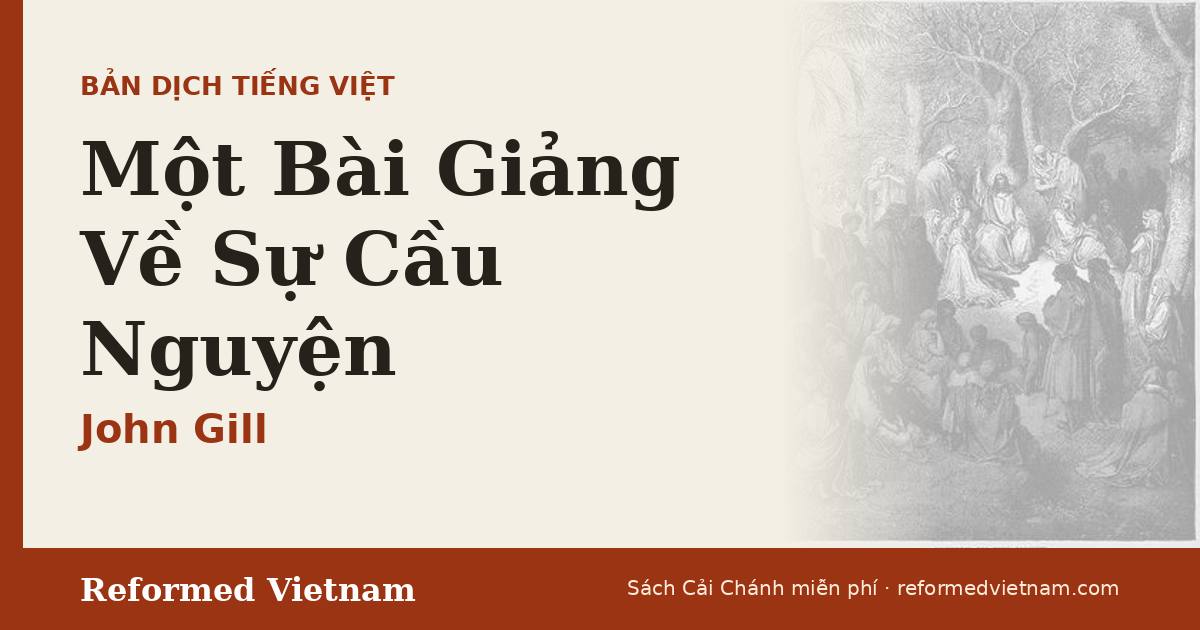 BẢN DỊCH TIẾNG VIỆT
Một Bài Giảng
Về Sự Cầu
Nguyện
John Gill
Reformed Vietnam
Sách Cải Chánh miễn phí · reformedvietnam.com